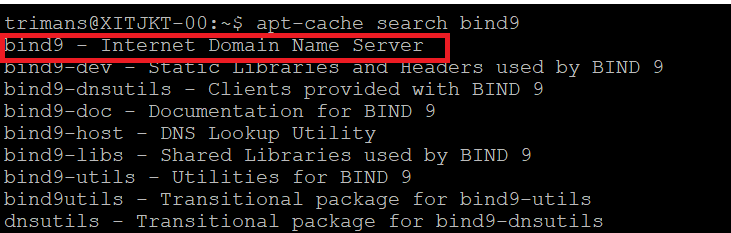 trimans@XITJKT-00:~$ apt-cache search bind9
bind9 - Internet Domain Name Server
bind9-dev - Static Libraries and Headers used by BIND 9
bind9-dnsutils - Clients provided with BIND 9
bind9-doc - Documentation for BIND 9
bind9-host - DNS Lookup Utility
bind9-libs - Shared Libraries used by BIND 9
bind9-utils - Utilities for BIND 9
bind9utils - Transitional package for bind9-utils
dnsutils - Transitional package for bind9-dnsutils